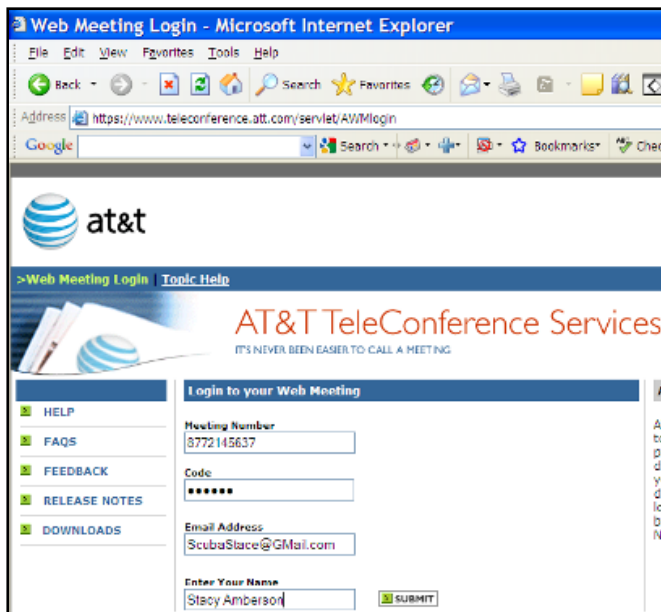 Web Meeting Login - Microsoft Internet Explorer
File Edit View Favorites Tools Help
Back Search Favorites
Address https://www.teleconference.att.com/servlet/AWMlogin
Google Search Bookmarks Chec
at&t
>Web Meeting Login | Topic Help
AT&T TeleConference Services
IT'S NEVER BEEN EASIER TO CALL A MEETING
Login to your Web Meeting
HELP
FAQS
FEEDBACK
RELEASE NOTES
DOWNLOADS
Meeting Number
8772145637
Code
••••••
Email Address
ScubaStace@GMail.com
Enter Your Name
Stacy Amberson
SUBMIT